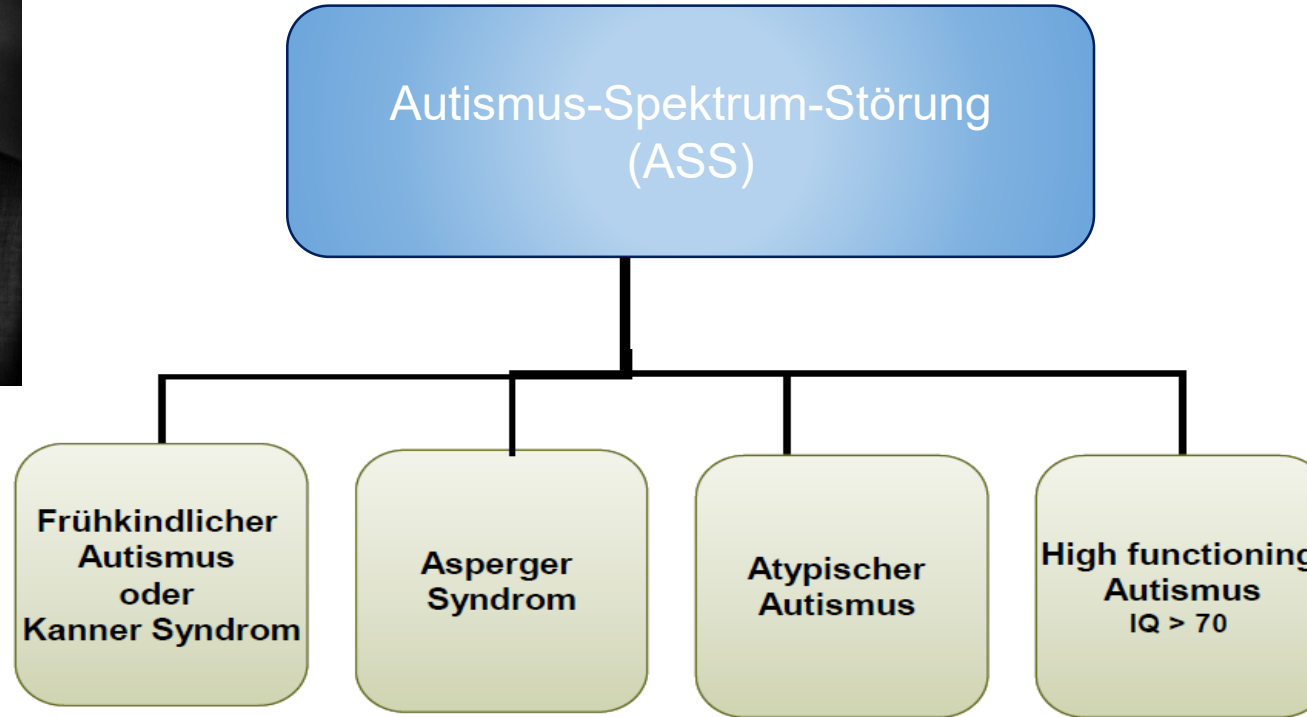 Autismus-Spektrum-Störung
(ASS)
Frühkindlicher
Autismus
oder
Kanner Syndrom
Asperger
Syndrom
Atypischer
Autismus
High functioning
Autismus
IQ > 70